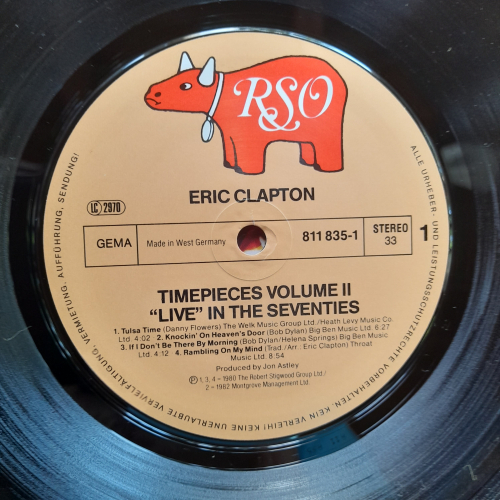 RSO
ERIC CLAPTON
LC 2970
GEMA
Made in West Germany
811 835-1
STEREO
33
1
TIMEPIECES VOLUME II
“LIVE” IN THE SEVENTIES
1. Tulsa Time (Danny Flowers) The Welk Music Group Ltd./Heath Levy Music Co.
Ltd. 4:02 2. Knockin' On Heaven's Door (Bob Dylan) Big Ben Music Ltd. 6:27
3. If I Don't Be There By Morning (Bob Dylan/Helena Springs) Big Ben Music
Ltd. 4:12 4. Rambling On My Mind (Trad./Arr.: Eric Clapton) Throat
Music Ltd. 8:54
Produced by Jon Astley
Ⓟ 1, 3, 4 = 1980 The Robert Stigwood Group Ltd./
2 = 1982 Montgrove Management Ltd.
ALLE URHEBER- UND LEISTUNGSSCHUTZRECHTE VORBEHALTEN. KEIN VERLEIH! KEINE UNERLAUBTE VERVIELFÄLTIGUNG, VERMIETUNG, AUFFÜHRUNG, SENDUNG!